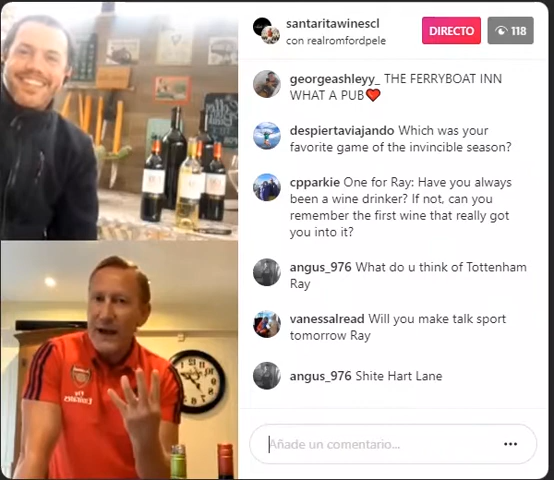 santaritawinescl
con realromfordpele
DIRECTO
118
georgeashleyy_ THE FERRYBOAT INN
WHAT A PUB❤️
despiertaviajando Which was your
favorite game of the invincible season?
cpparkie One for Ray: Have you always
been a wine drinker? If not, can you
remember the first wine that really got
you into it?
angus_976 What do u think of Tottenham
Ray
vanessalread Will you make talk sport
tomorrow Ray
angus_976 Shite Hart Lane
Añade un comentario...